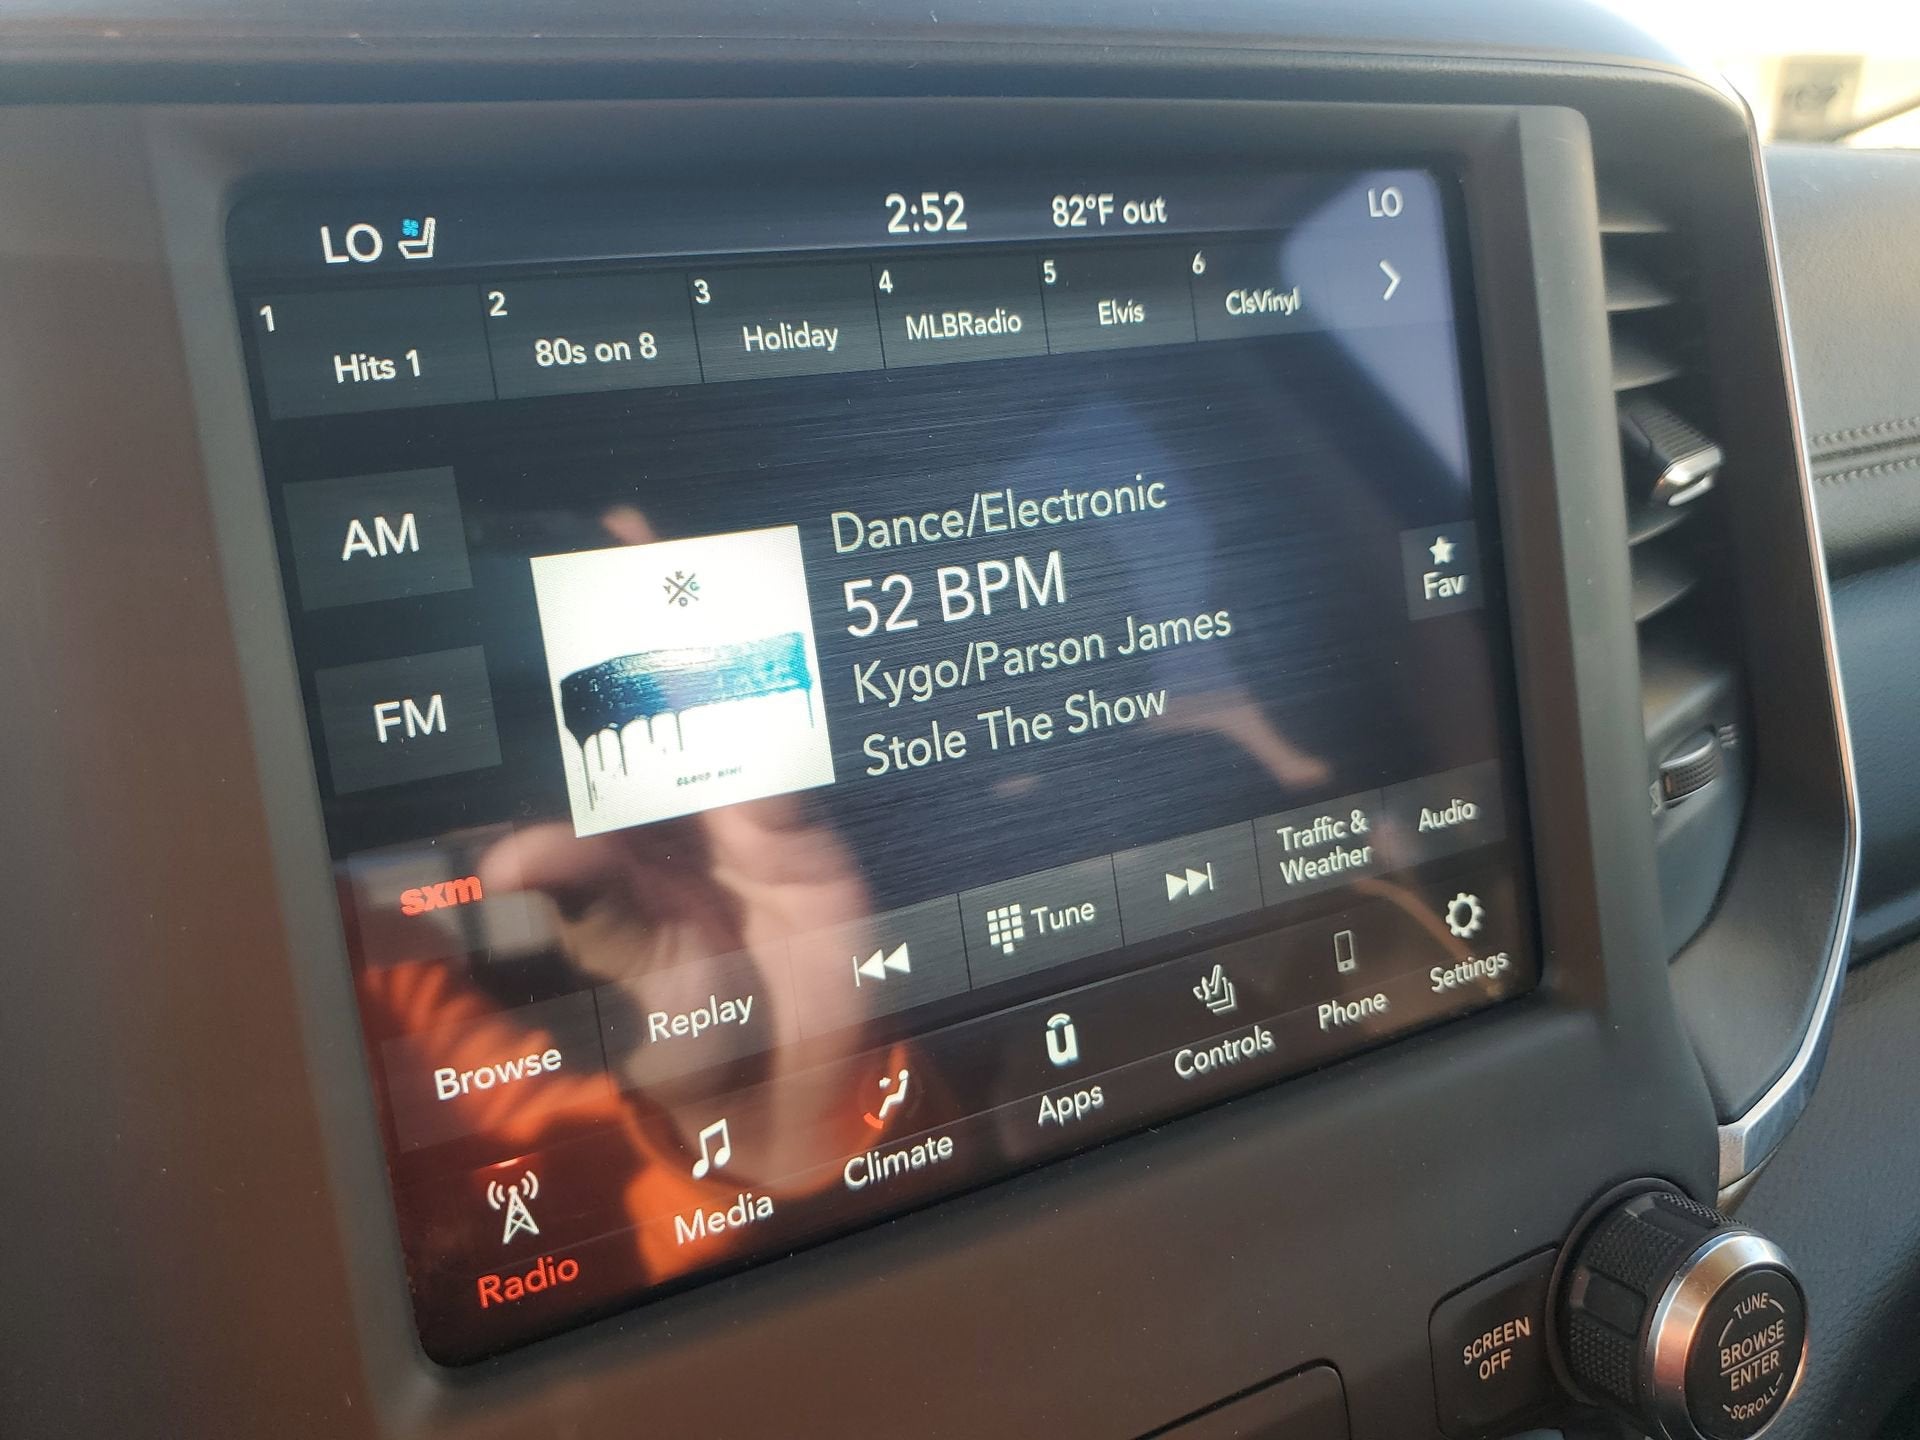 LO 2:52 82°F out LO
1 2 3 4 5 6
Hits 1 80s on 8 Holiday MLBRadio Elvis ClsVinyl
AM
FM
sxm
Dance/Electronic
52 BPM
Kygo/Parson James
Stole The Show
K
Y G
O
CLOUD NINE
Fav
Browse Replay Tune Traffic &
Weather Audio
Radio Media Climate Apps Controls Phone Settings
SCREEN
OFF
TUNE
BROWSE
ENTER
SCROLL